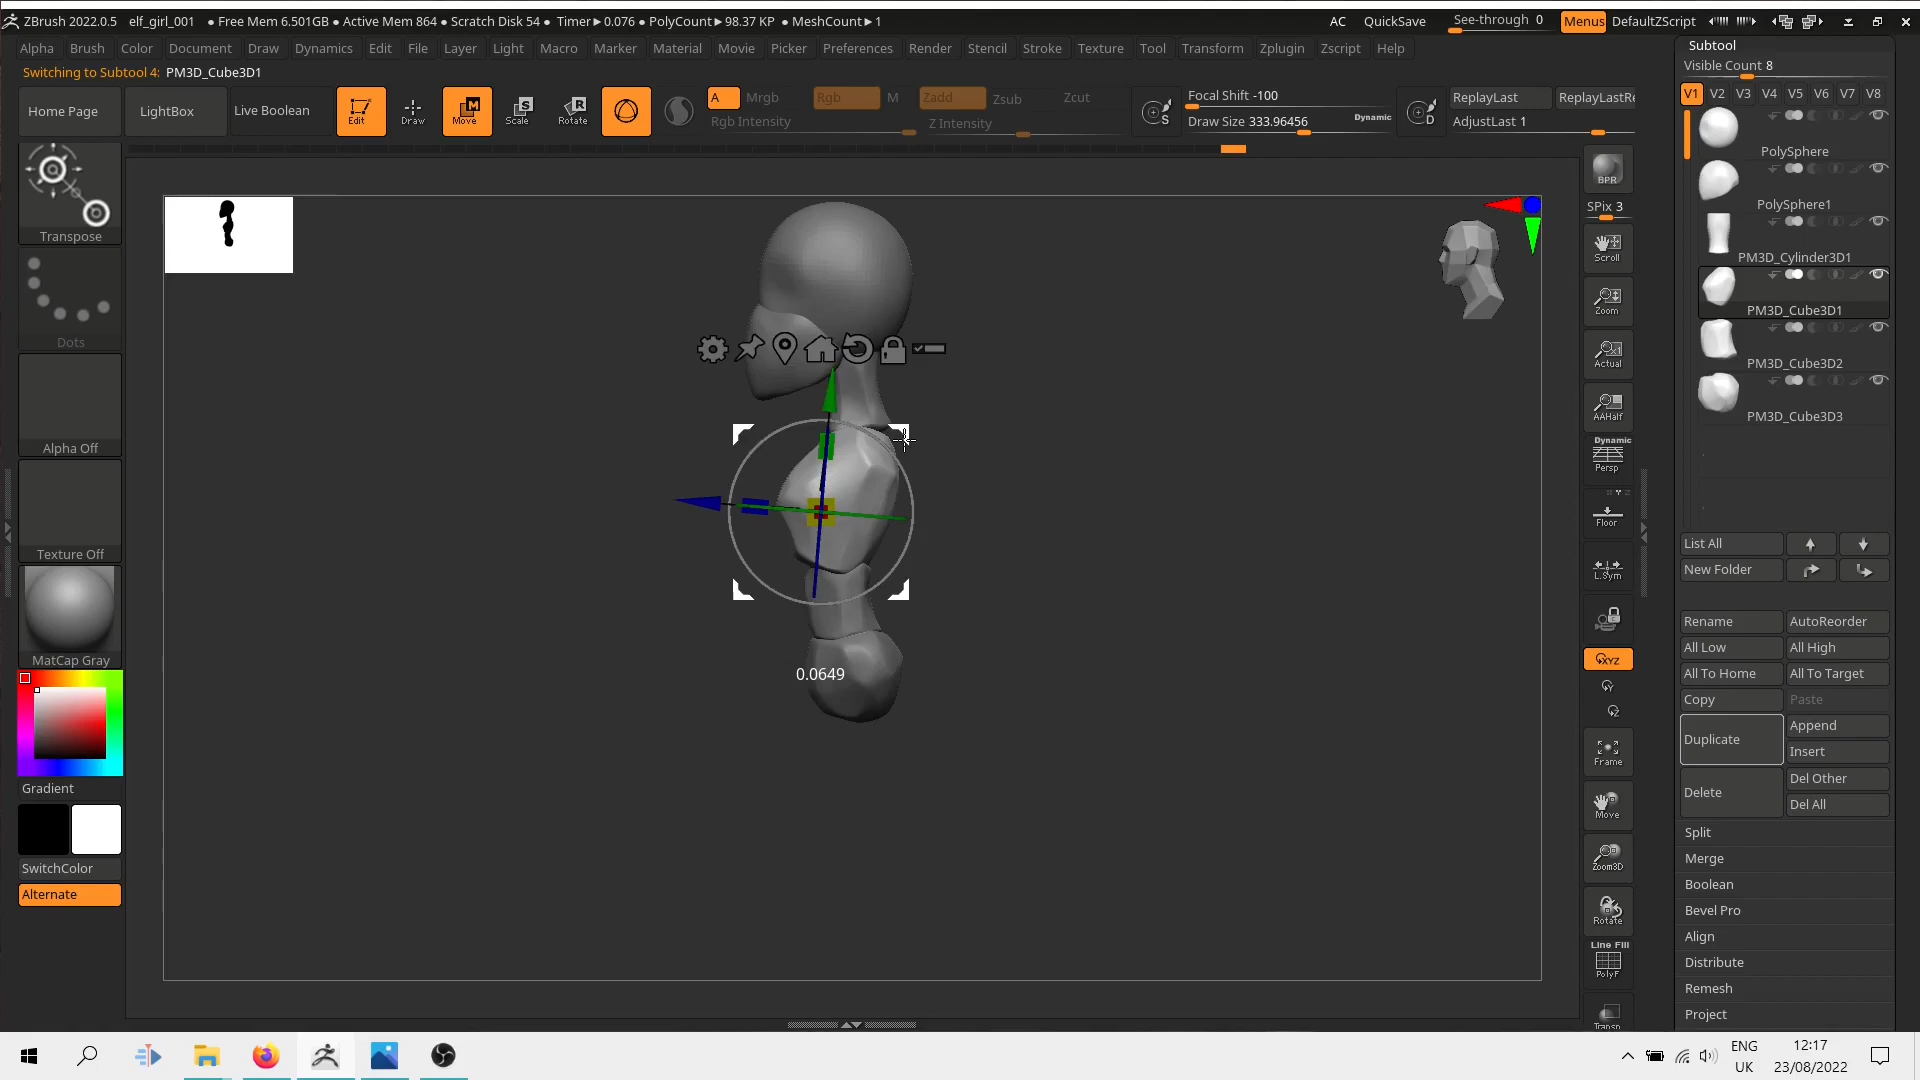 ZBrush 2022.0.5 elf_girl_001 • Free Mem 6.501GB • Active Mem 864 • Scratch Disk 54 • Timer▶0.076 • PolyCount▶98.37 KP • MeshCount▶1 AC QuickSave See-through 0 Menus DefaultZScript
Alpha Brush Color Document Draw Dynamics Edit File Layer Light Macro Marker Material Movie Picker Preferences Render Stencil Stroke Texture Tool Transform Zplugin Zscript Help
Switching to Subtool 4: PM3D_Cube3D1
Home Page LightBox Live Boolean Edit Draw Move Scale Rotate
A Mrgb Rgb M Zadd Zsub Zcut
Rgb Intensity Z Intensity
Focal Shift -100
Draw Size 333.96456 Dynamic
ReplayLast ReplayLastRe
AdjustLast 1
Transpose
Dots
Alpha Off
Texture Off
MatCap Gray
Gradient
SwitchColor
Alternate
0.0649
BPR
SPix 3
Scroll
Zoom
Actual
AAHalf
Dynamic
Persp
Floor
L.Sym
XYZ
Y
Z
Frame
Move
Zoom3D
Rotate
Line Fill
PolyF
Transp
Subtool
Visible Count 8
V1 V2 V3 V4 V5 V6 V7 V8
PolySphere
PolySphere1
PM3D_Cylinder3D1
PM3D_Cube3D1
PM3D_Cube3D2
PM3D_Cube3D3
List All
New Folder
Rename AutoReorder
All Low All High
All To Home All To Target
Copy Paste
Duplicate Append
Insert
Delete Del Other
Del All
Split
Merge
Boolean
Bevel Pro
Align
Distribute
Remesh
Project
ENG
UK
12:17
23/08/2022